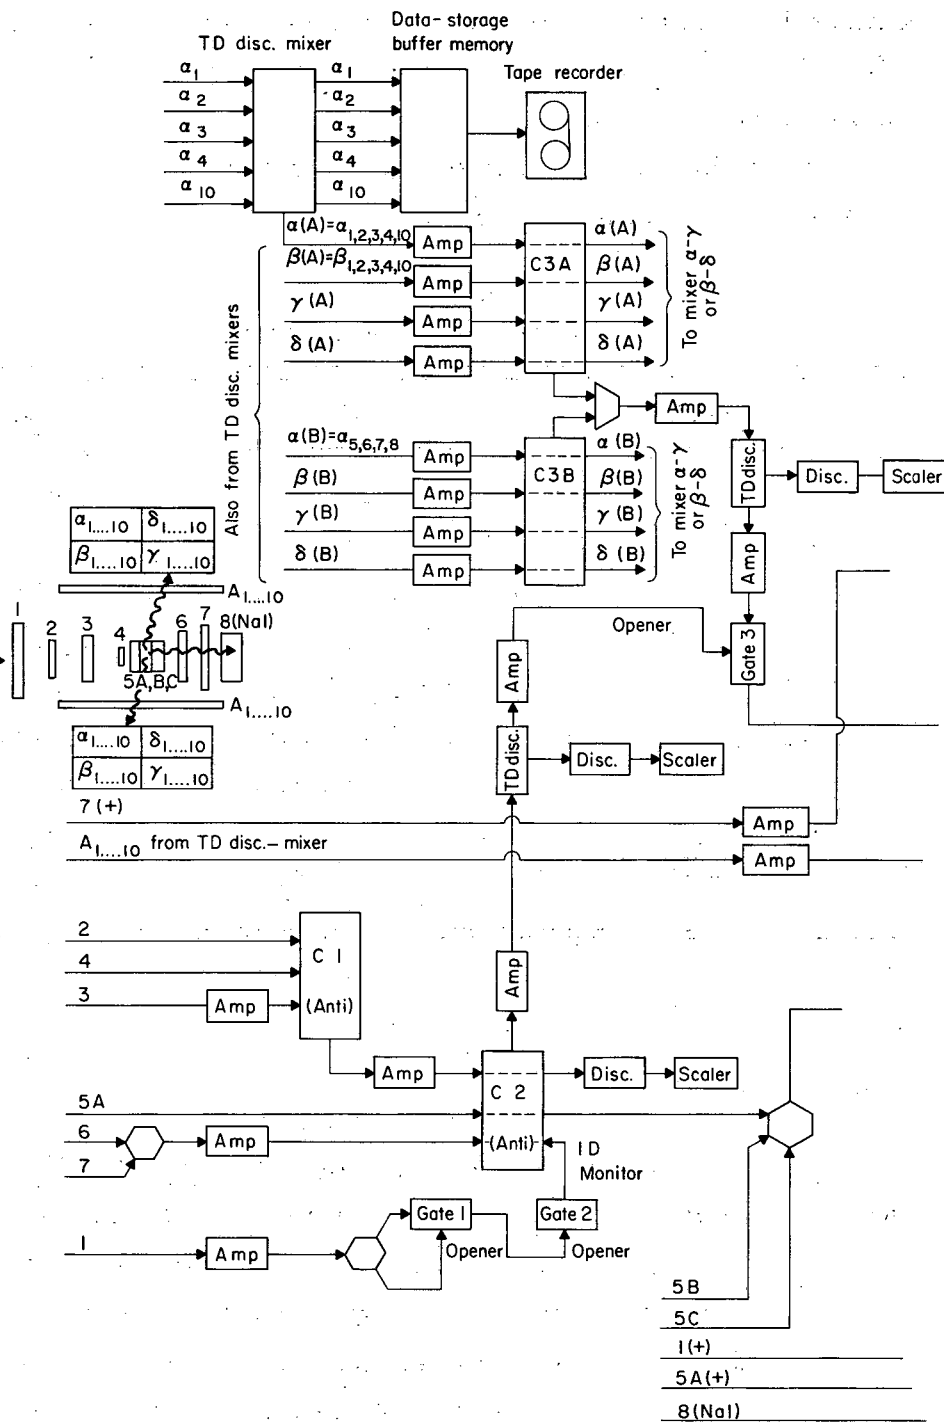 Data-storage
TD disc. mixer buffer memory
Tape recorder
α1 α1
α2 α2
α3 α3
α4 α4
α10 α10
α(A)=α1,2,3,4,10 Amp α(A)
β(A)=β1,2,3,4,10 Amp C3A β(A)
γ(A) Amp γ(A)
δ(A) Amp δ(A)
To mixer α-γ
or β-δ
Also from TD disc. mixers
Amp
α(B)=α5,6,7,8 Amp α(B)
β(B) Amp C3B β(B)
γ(B) Amp γ(B)
δ(B) Amp δ(B)
To mixer α-γ
or β-δ
TD disc. Disc. Scaler
Amp
Gate 3
Opener
α1....10 δ1....10
β1....10 γ1....10
A1....10
1 2 3 4 6 7 8(NaI)
5A,B,C
A1....10
α1....10 δ1....10
β1....10 γ1....10
Amp
TD disc. Disc. Scaler
7(+) Amp
A1....10 from TD disc.-mixer Amp
2
4 C1
3 Amp (Anti)
Amp
Amp C2 Disc. Scaler
5A
6 Amp (Anti)
7
1D
Monitor
Gate 1 Gate 2
1 Amp Opener Opener
5B
5C
1(+)
5A(+)
8(NaI)